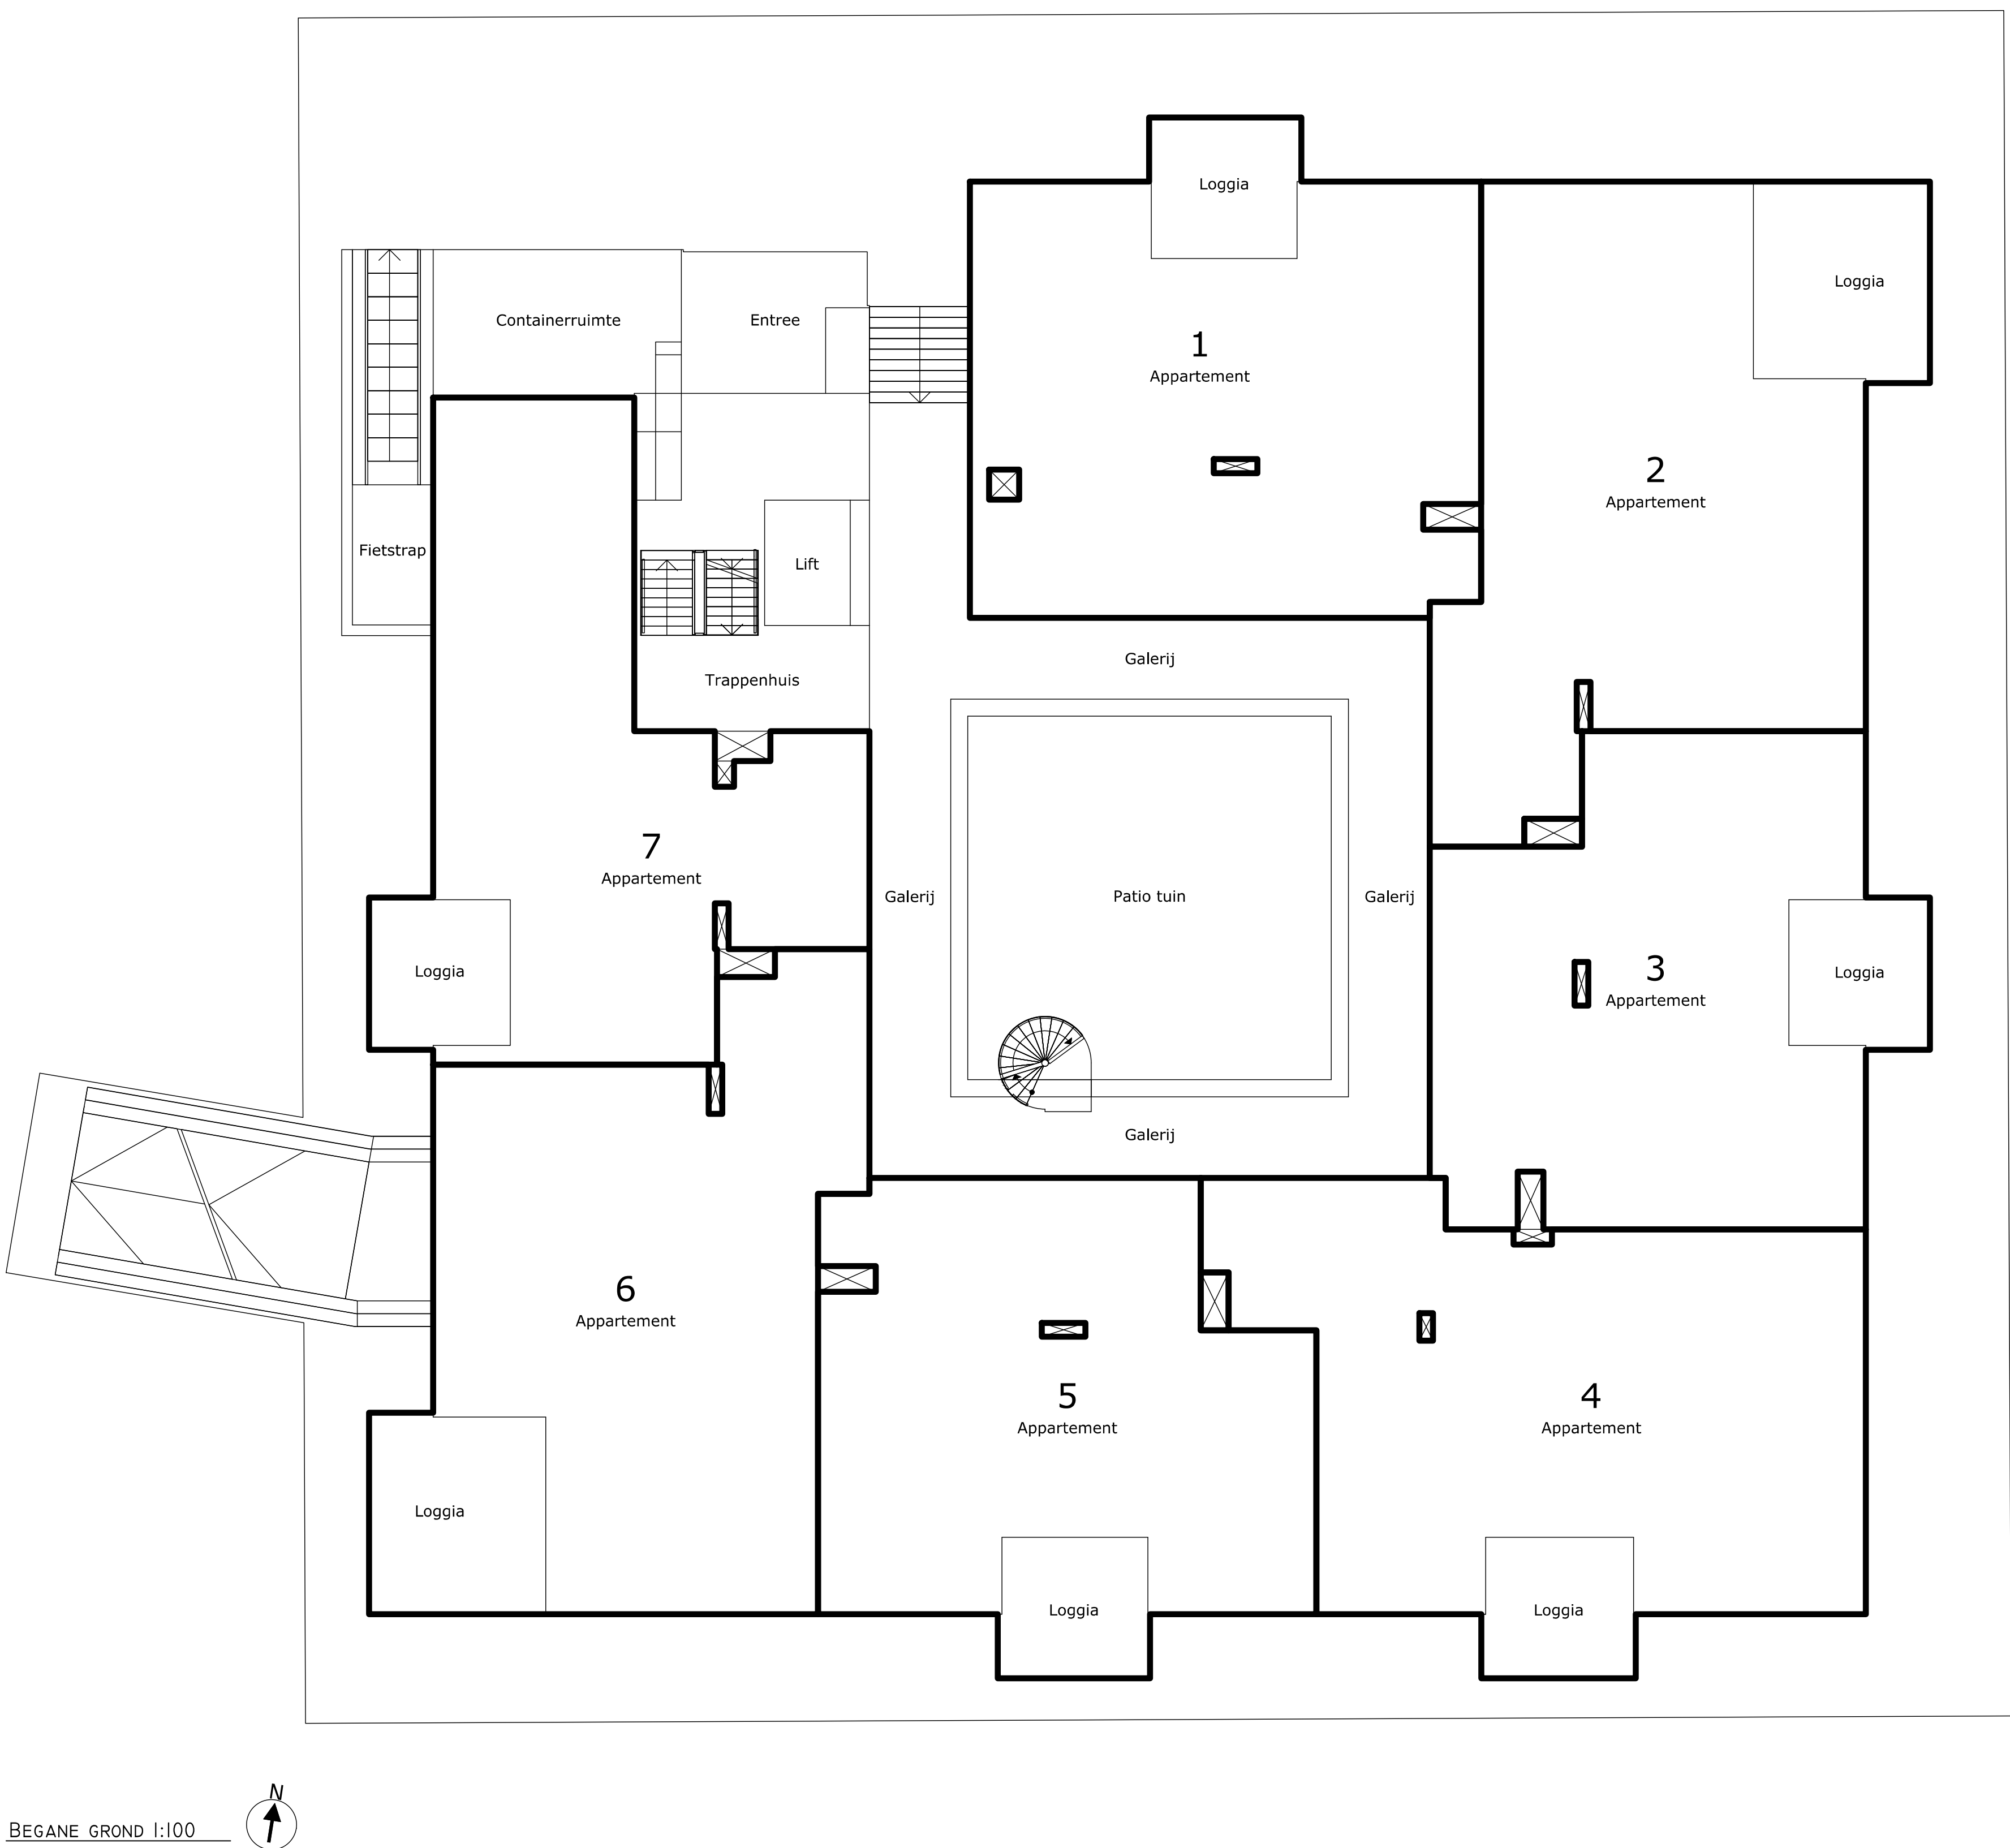 Loggia
Loggia
Containerruimte
Entree
1
Appartement
2
Appartement
Fietstrap
Lift
Galerij
Trappenhuis
7
Appartement
Galerij
Patio tuin
Galerij
Loggia
3
Appartement
Loggia
Galerij
6
Appartement
5
Appartement
4
Appartement
Loggia
Loggia
Loggia
N
BEGANE GROND 1:100